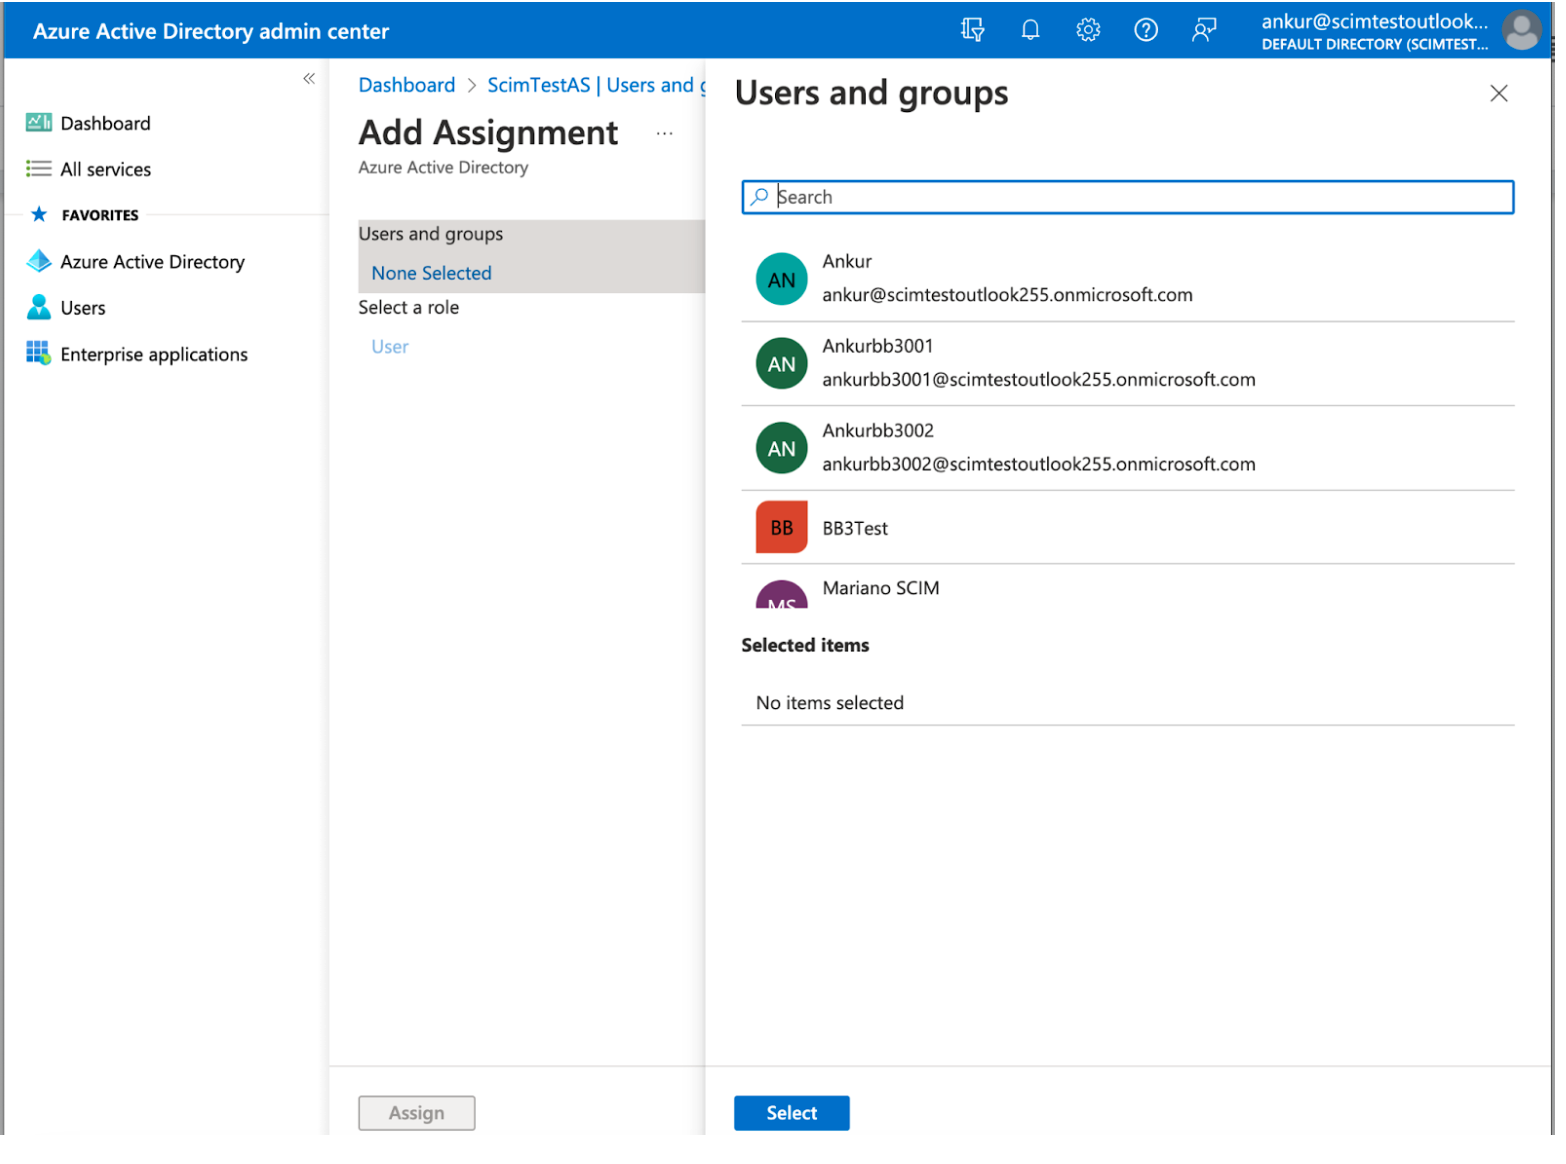 Azure Active Directory admin center
ankur@scimtestoutlook...
DEFAULT DIRECTORY (SCIMTEST...
Dashboard
All services
FAVORITES
Azure Active Directory
Users
Enterprise applications
Dashboard > ScimTestAS | Users and g
Add Assignment ...
Azure Active Directory
Users and groups
None Selected
Select a role
User
Assign
Users and groups
Search
AN
Ankur
ankur@scimtestoutlook255.onmicrosoft.com
AN
Ankurbb3001
ankurbb3001@scimtestoutlook255.onmicrosoft.com
AN
Ankurbb3002
ankurbb3002@scimtestoutlook255.onmicrosoft.com
BB
BB3Test
MS
Mariano SCIM
Selected items
No items selected
Select